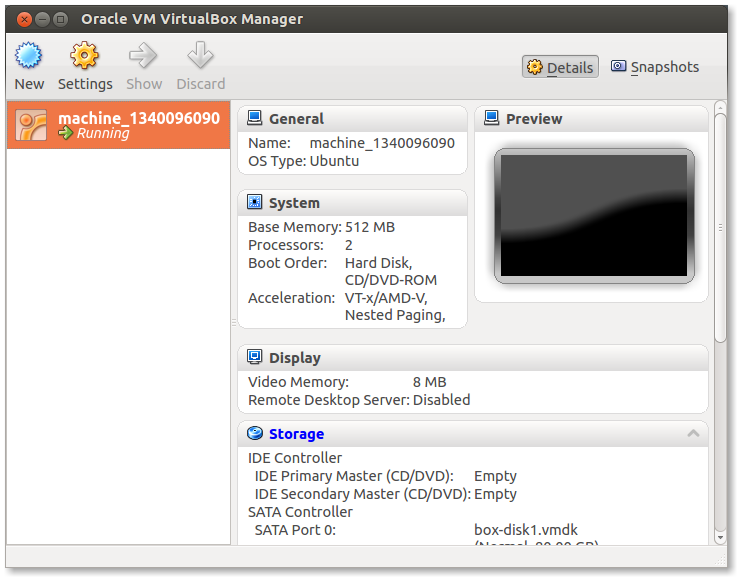 Oracle VM VirtualBox Manager
New Settings Show Discard
Details Snapshots
machine_1340096090
Running
General
Name: machine_1340096090
OS Type: Ubuntu
Preview
System
Base Memory: 512 MB
Processors: 2
Boot Order: Hard Disk,
CD/DVD-ROM
Acceleration: VT-x/AMD-V,
Nested Paging,
Display
Video Memory: 8 MB
Remote Desktop Server: Disabled
Storage
IDE Controller
IDE Primary Master (CD/DVD): Empty
IDE Secondary Master (CD/DVD): Empty
SATA Controller
SATA Port 0: box-disk1.vmdk